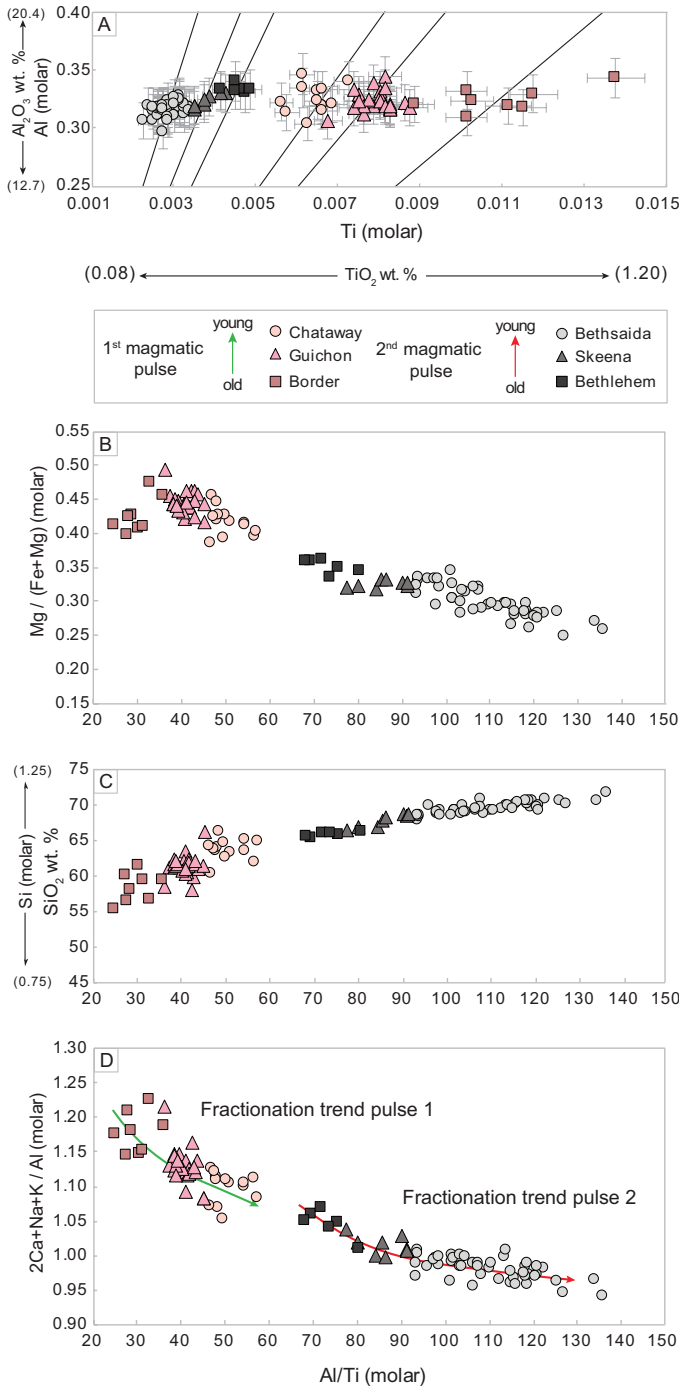 (20.4)
A
0.40
0.35
0.30
0.25
Al₂O₃ wt. %
Al (molar)
(12.7)
0.001
0.003
0.005
0.007
0.009
0.011
0.013
0.015
Ti (molar)
(0.08)
TiO₂ wt. %
(1.20)
1st magmatic pulse
young
old
Chataway
Guichon
Border
2nd magmatic pulse
young
old
Bethsaida
Skeena
Bethlehem
B
0.55
0.50
0.45
0.40
0.35
0.30
0.25
0.15
Mg / (Fe+Mg) (molar)
20 30 40 50 60 70 80 90 100 110 120 130 140 150
C
(1.25)
Si (molar)
SiO₂ wt. %
(0.75)
75
70
65
60
55
50
45
20 30 40 50 60 70 80 90 100 110 120 130 140 150
D
1.30
1.25
1.20
1.15
1.10
1.05
1.00
0.95
0.90
2Ca+Na+K / Al (molar)
Fractionation trend pulse 1
Fractionation trend pulse 2
20 30 40 50 60 70 80 90 100 110 120 130 140 150
Al/Ti (molar)